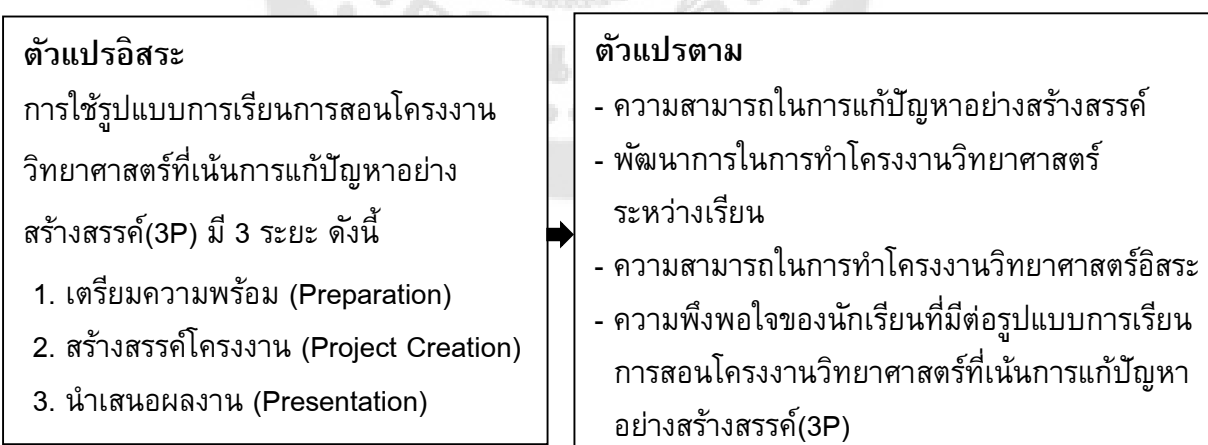 ตัวแปรอิสระ
การใช้รูปแบบการเรียนการสอนโครงงาน
วิทยาศาสตร์ที่เน้นการแก้ปัญหาอย่าง
สร้างสรรค์(3P) มี 3 ระยะ ดังนี้
1. เตรียมความพร้อม (Preparation)
2. สร้างสรรค์โครงงาน (Project Creation)
3. นำเสนอผลงาน (Presentation)
ตัวแปรตาม
- ความสามารถในการแก้ปัญหาอย่างสร้างสรรค์
- พัฒนาการในการทำโครงงานวิทยาศาสตร์
ระหว่างเรียน
- ความสามารถในการทำโครงงานวิทยาศาสตร์อิสระ
- ความพึงพอใจของนักเรียนที่มีต่อรูปแบบการเรียน
การสอนโครงงานวิทยาศาสตร์ที่เน้นการแก้ปัญหา
อย่างสร้างสรรค์(3P)